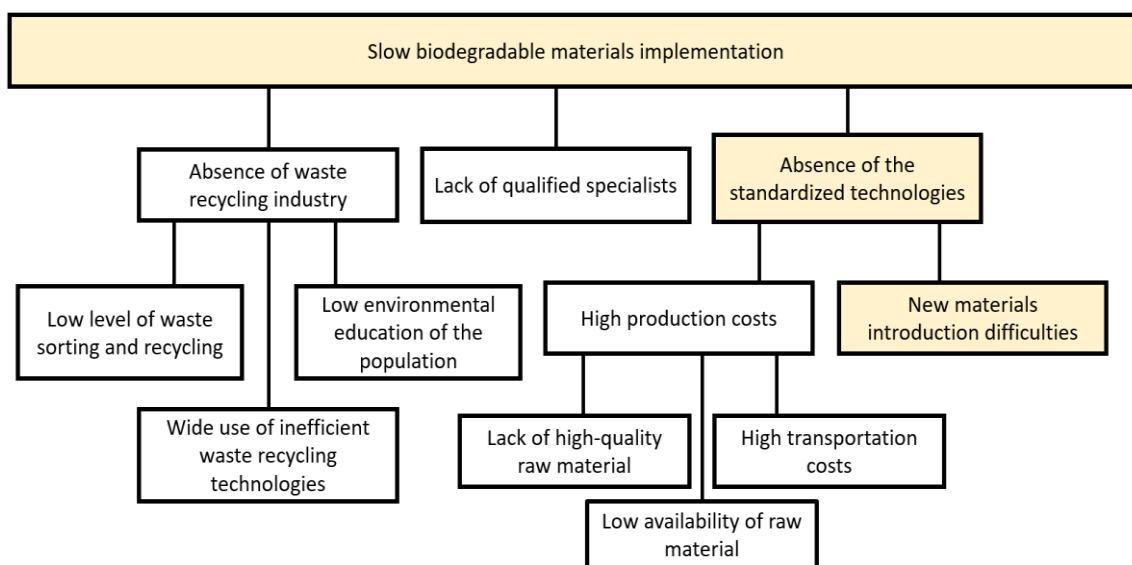 Slow biodegradable materials implementation
Absence of waste
recycling industry
Lack of qualified specialists
Absence of the
standardized technologies
Low level of waste
sorting and recycling
Low environmental
education of the
population
High production costs
New materials
introduction difficulties
Wide use of inefficient
waste recycling
technologies
Lack of high-quality
raw material
High transportation
costs
Low availability of raw
material